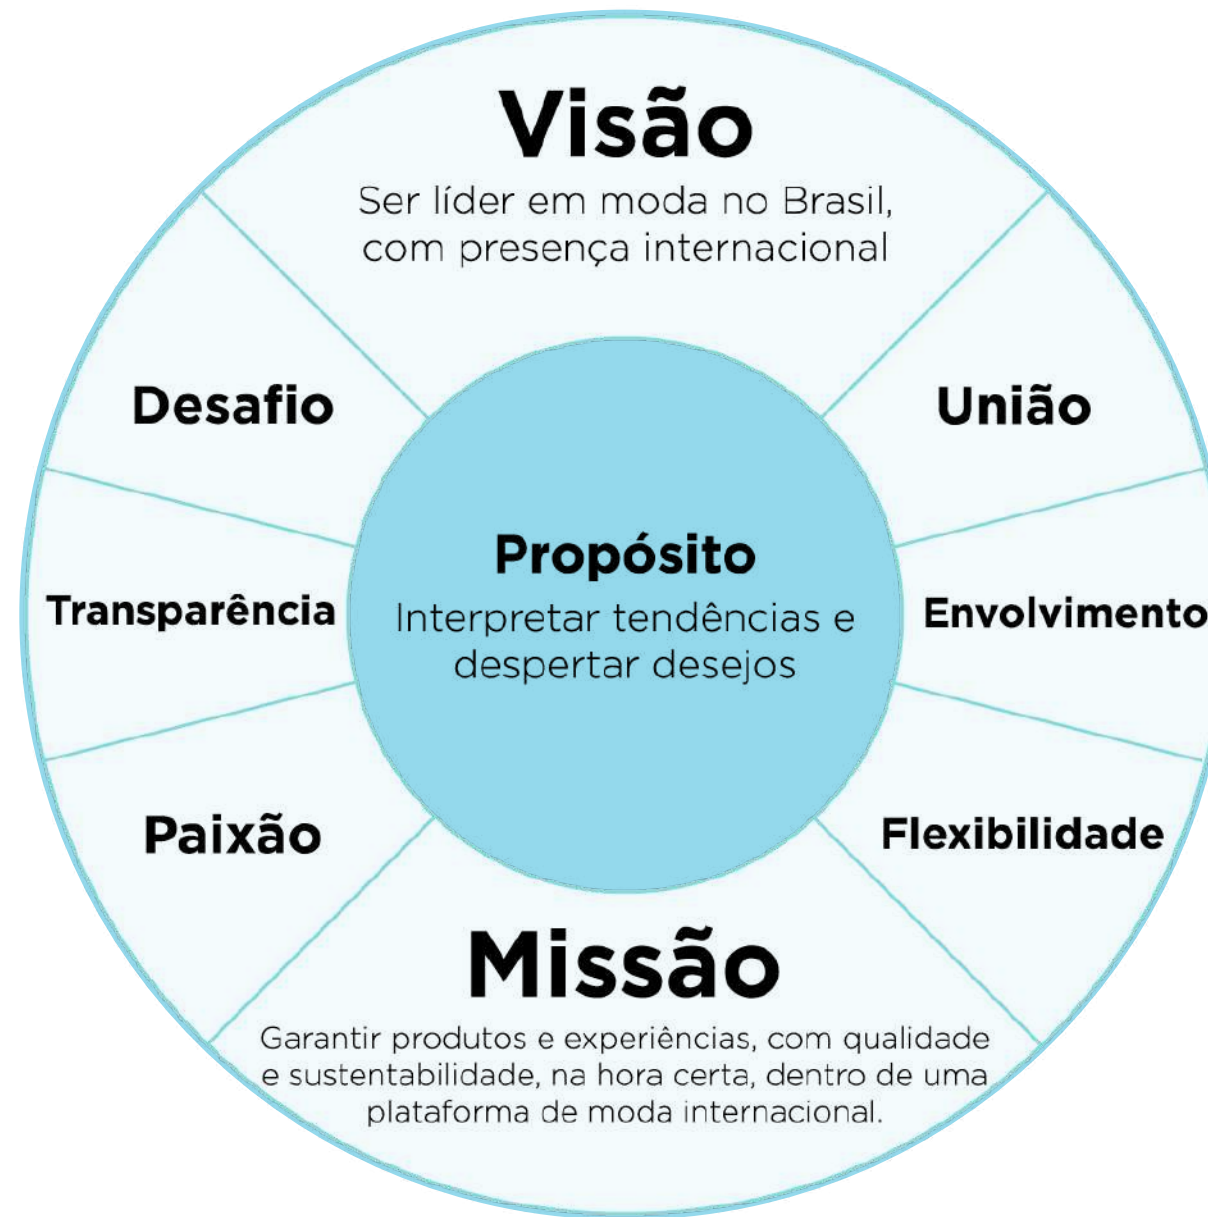 Visão
Ser líder em moda no Brasil,
com presença internacional
Desafio
União
Propósito
Interpretar tendências e
despertar desejos
Transparência
Envolvimento
Paixão
Flexibilidade
Missão
Garantir produtos e experiências, com qualidade
e sustentabilidade, na hora certa, dentro de uma
plataforma de moda internacional.